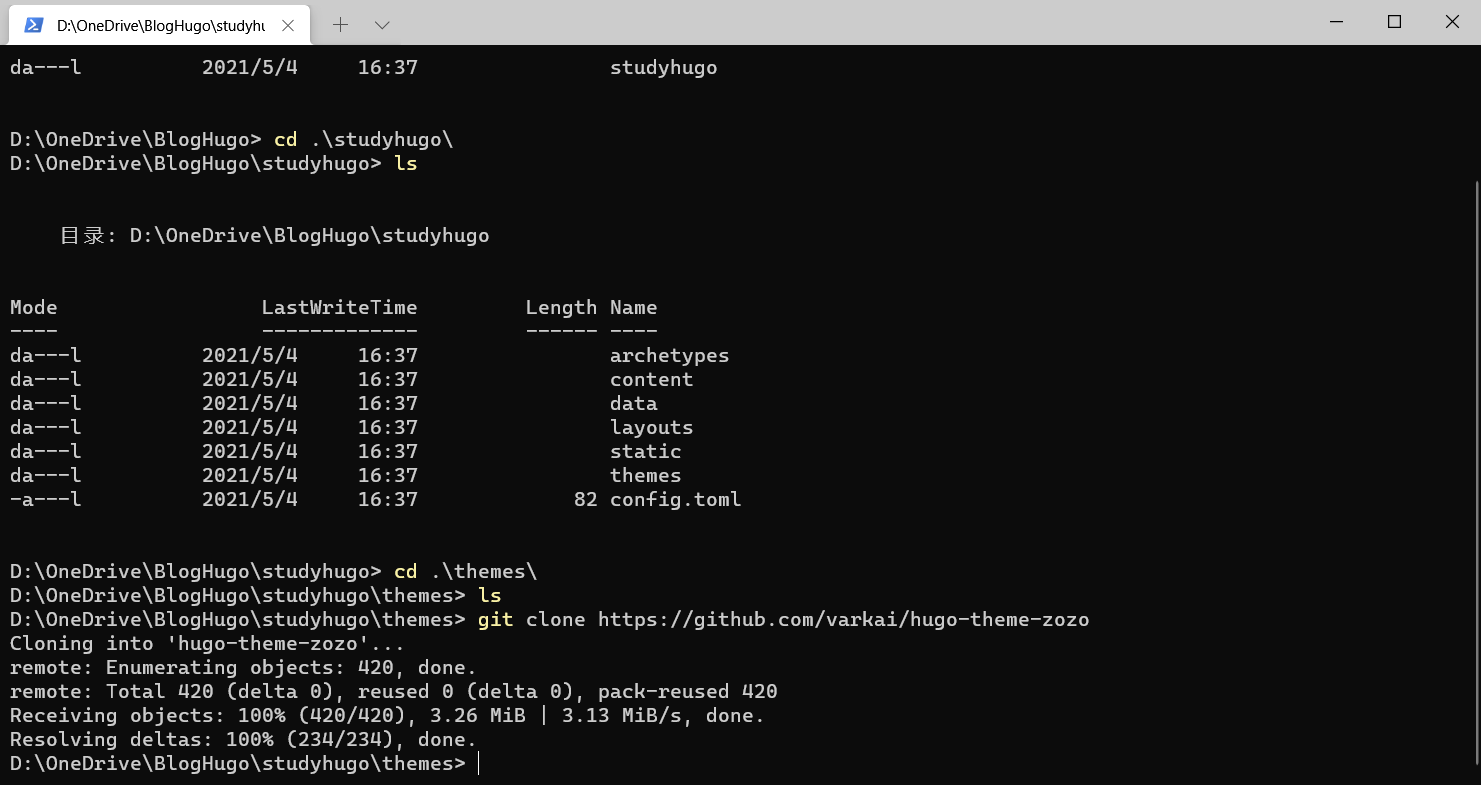 D:\OneDrive\BlogHugo\studyhu
da---l 2021/5/4 16:37 studyhugo
D:\OneDrive\BlogHugo> cd .\studyhugo\
D:\OneDrive\BlogHugo\studyhugo> ls
目录: D:\OneDrive\BlogHugo\studyhugo
Mode LastWriteTime Length Name
---- ------------- ------ ----
da---l 2021/5/4 16:37 archetypes
da---l 2021/5/4 16:37 content
da---l 2021/5/4 16:37 data
da---l 2021/5/4 16:37 layouts
da---l 2021/5/4 16:37 static
da---l 2021/5/4 16:37 themes
-a---l 2021/5/4 16:37 82 config.toml
D:\OneDrive\BlogHugo\studyhugo> cd .\themes\
D:\OneDrive\BlogHugo\studyhugo\themes> ls
D:\OneDrive\BlogHugo\studyhugo\themes> git clone https://github.com/varkai/hugo-theme-zozo
Cloning into 'hugo-theme-zozo'...
remote: Enumerating objects: 420, done.
remote: Total 420 (delta 0), reused 0 (delta 0), pack-reused 420
Receiving objects: 100% (420/420), 3.26 MiB | 3.13 MiB/s, done.
Resolving deltas: 100% (234/234), done.
D:\OneDrive\BlogHugo\studyhugo\themes>